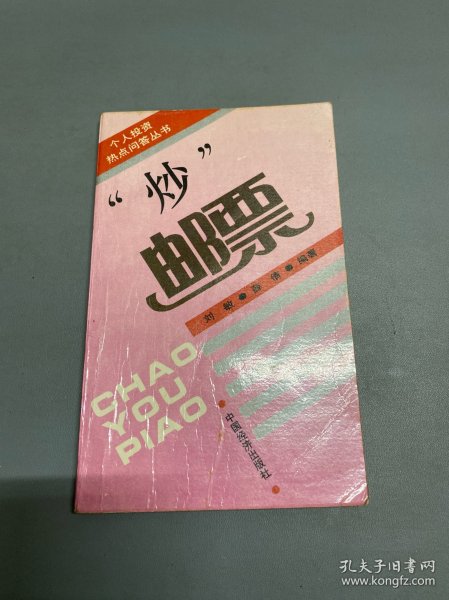 个人投资
热点问答丛书
“炒”
邮票
CHAO
YOU
PIAO
中国经济出版社
孔夫子旧书网
www.kongfz.com